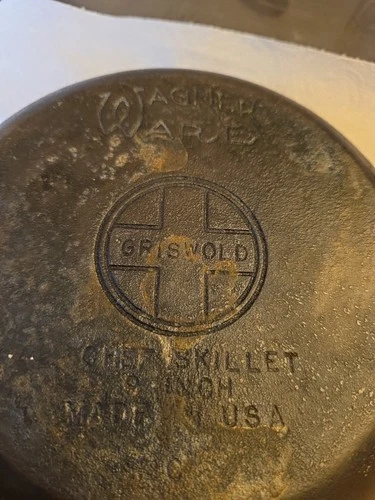 WAGNER
WARE
GRISWOLD
CHEF SKILLET
9 INCH
MADE IN USA